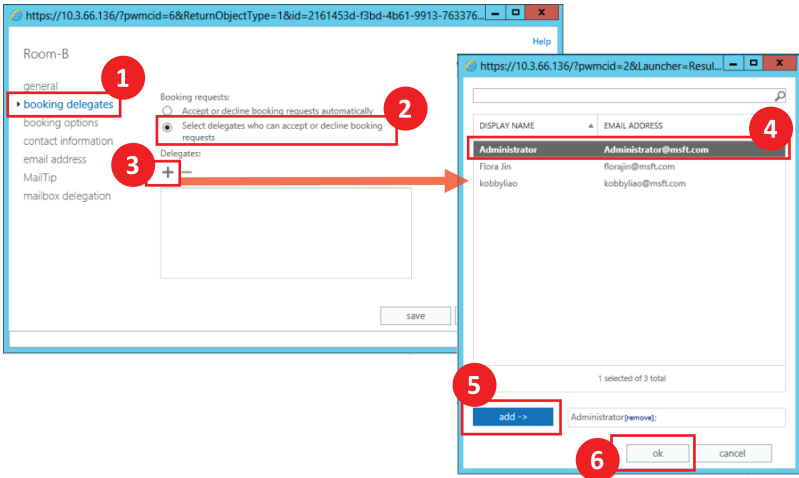 https://10.3.66.136/?pwmcid=6&ReturnObjectType=1&id=2161453d-f3bd-4b61-9913-763376...
Help
Room-B
1
general
booking delegates
booking options
contact information
email address
MailTip
mailbox delegation
Booking requests:
Accept or decline booking requests automatically
2
Select delegates who can accept or decline booking
requests
Delegates:
3
+ −
save
https://10.3.66.136/?pwmcid=2&Launcher=Resul...
DISPLAY NAME EMAIL ADDRESS
4
Administrator Administrator@msft.com
Flora Jin florajin@msft.com
kobbyliao kobbyliao@msft.com
1 selected of 3 total
5
add -> Administrator[remove];
6
ok cancel